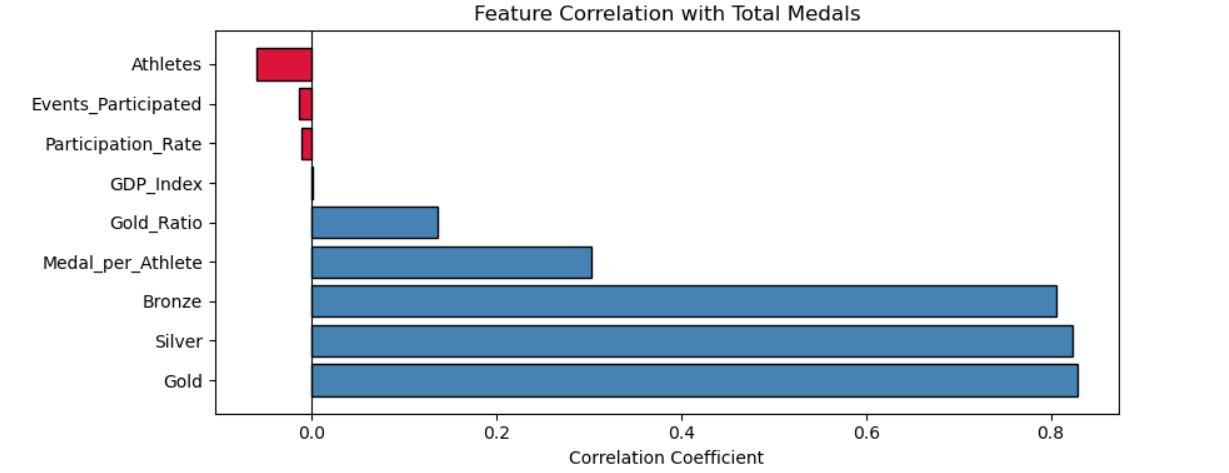 Feature Correlation with Total Medals
Athletes
Events_Participated
Participation_Rate
GDP_Index
Gold_Ratio
Medal_per_Athlete
Bronze
Silver
Gold
0.0 0.2 0.4 0.6 0.8
Correlation Coefficient